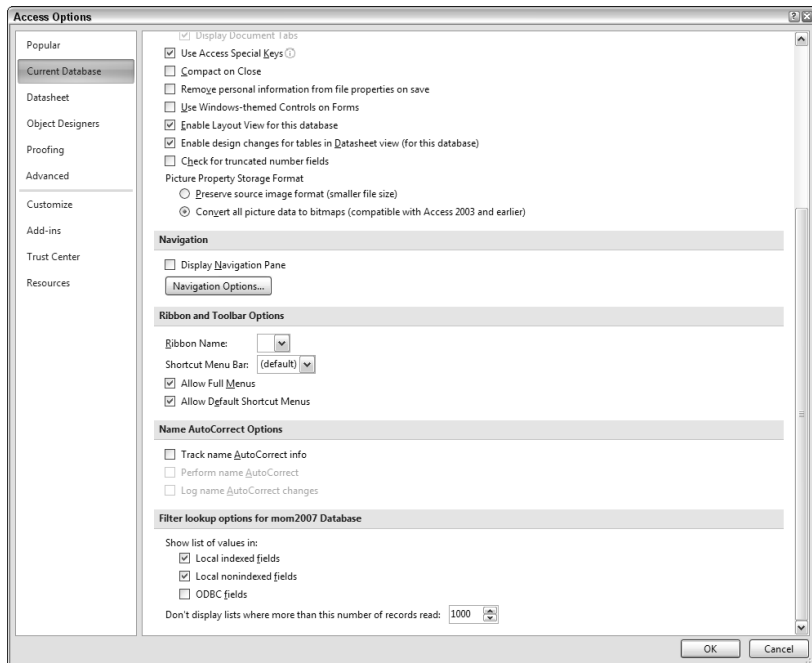 Access Options
Popular
Current Database
Datasheet
Object Designers
Proofing
Advanced
Customize
Add-ins
Trust Center
Resources
Display Document Tabs
Use Access Special Keys
Compact on Close
Remove personal information from file properties on save
Use Windows-themed Controls on Forms
Enable Layout View for this database
Enable design changes for tables in Datasheet view (for this database)
Check for truncated number fields
Picture Property Storage Format
Preserve source image format (smaller file size)
Convert all picture data to bitmaps (compatible with Access 2003 and earlier)
Navigation
Display Navigation Pane
Navigation Options...
Ribbon and Toolbar Options
Ribbon Name:
Shortcut Menu Bar: (default)
Allow Full Menus
Allow Default Shortcut Menus
Name AutoCorrect Options
Track name AutoCorrect info
Perform name AutoCorrect
Log name AutoCorrect changes
Filter lookup options for mom2007 Database
Show list of values in:
Local indexed fields
Local nonindexed fields
ODBC fields
Don't display lists where more than this number of records read: 1000
OK Cancel